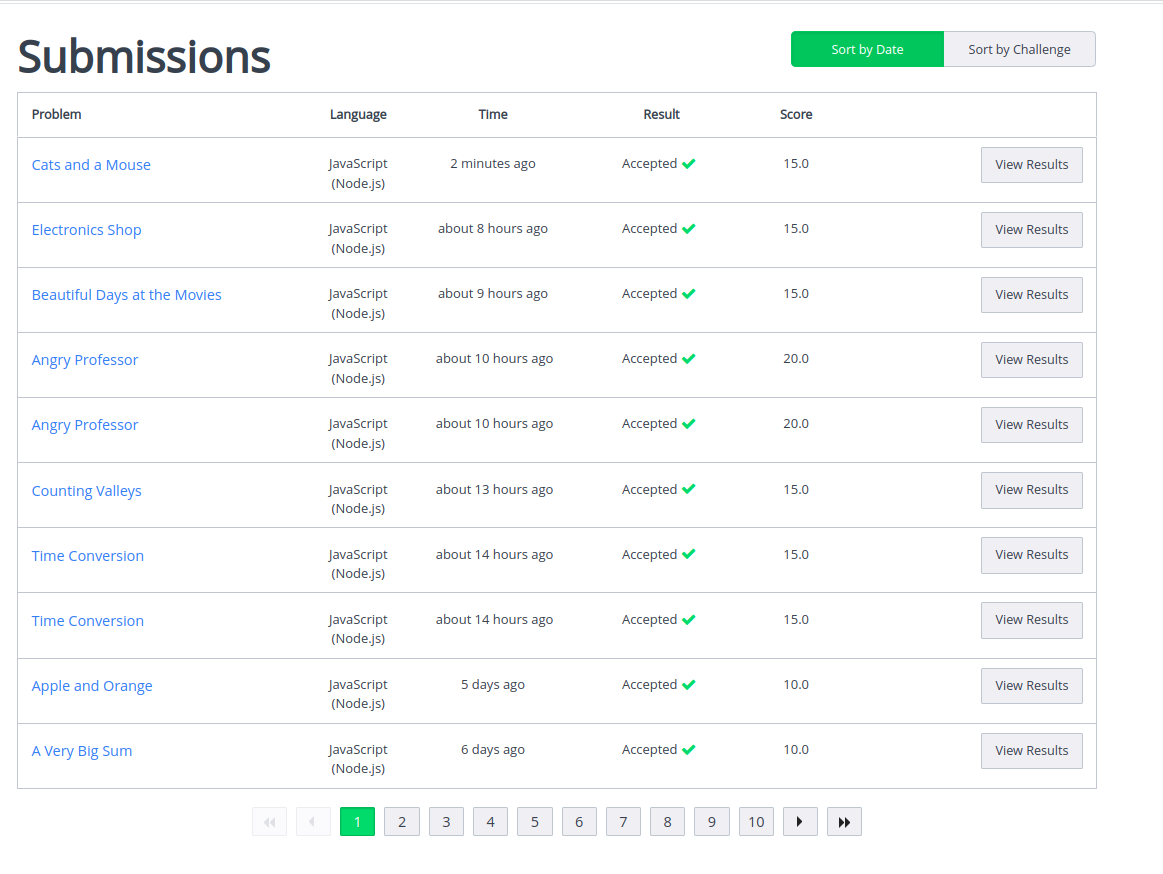 Submissions
Sort by Date Sort by Challenge
Problem Language Time Result Score
Cats and a Mouse JavaScript 2 minutes ago Accepted 15.0 View Results
(Node.js)
Electronics Shop JavaScript about 8 hours ago Accepted 15.0 View Results
(Node.js)
Beautiful Days at the Movies JavaScript about 9 hours ago Accepted 15.0 View Results
(Node.js)
Angry Professor JavaScript about 10 hours ago Accepted 20.0 View Results
(Node.js)
Angry Professor JavaScript about 10 hours ago Accepted 20.0 View Results
(Node.js)
Counting Valleys JavaScript about 13 hours ago Accepted 15.0 View Results
(Node.js)
Time Conversion JavaScript about 14 hours ago Accepted 15.0 View Results
(Node.js)
Time Conversion JavaScript about 14 hours ago Accepted 15.0 View Results
(Node.js)
Apple and Orange JavaScript 5 days ago Accepted 10.0 View Results
(Node.js)
A Very Big Sum JavaScript 6 days ago Accepted 10.0 View Results
(Node.js)
1 2 3 4 5 6 7 8 9 10